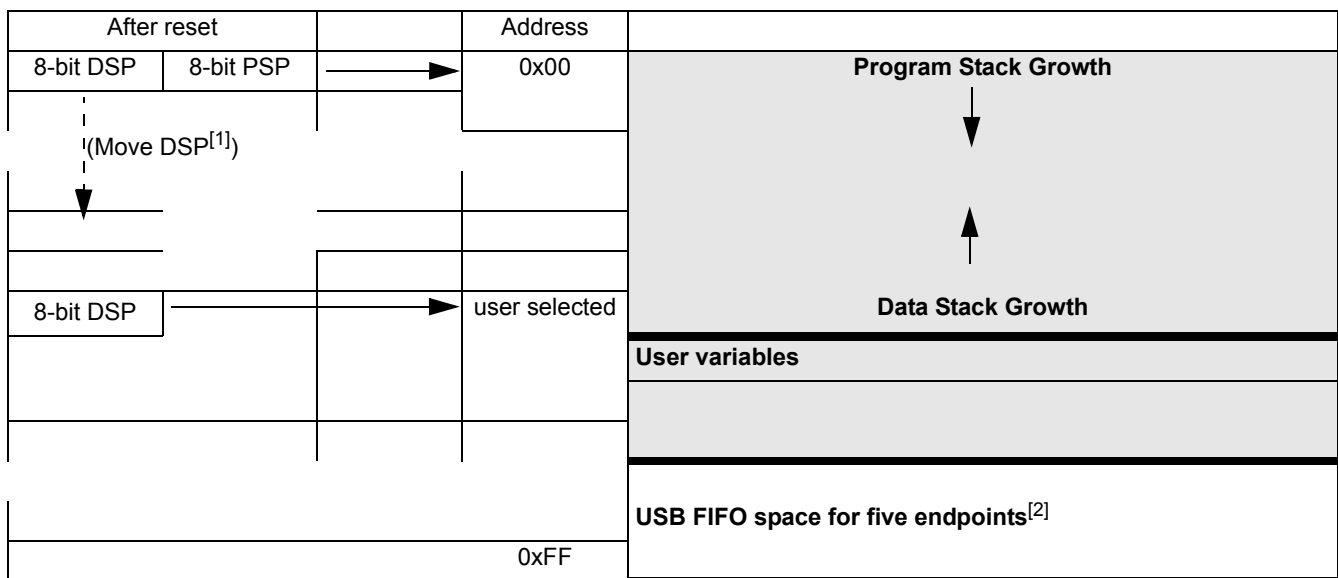 After reset Address
8-bit DSP 8-bit PSP 0x00 Program Stack Growth
(Move DSP[1])
8-bit DSP user selected Data Stack Growth
User variables
USB FIFO space for five endpoints[2]
0xFF